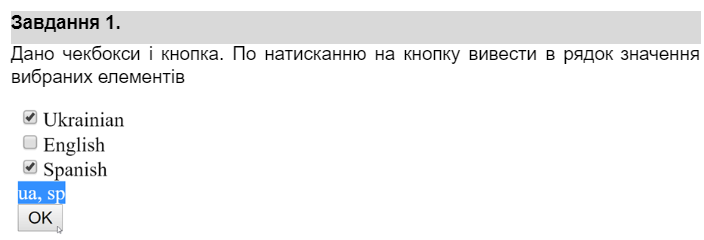 Завдання 1.
Дано чекбокси і кнопка. По натисканню на кнопку вивести в рядок значення
вибраних елементів
Ukrainian
English
Spanish
ua, sp
OK